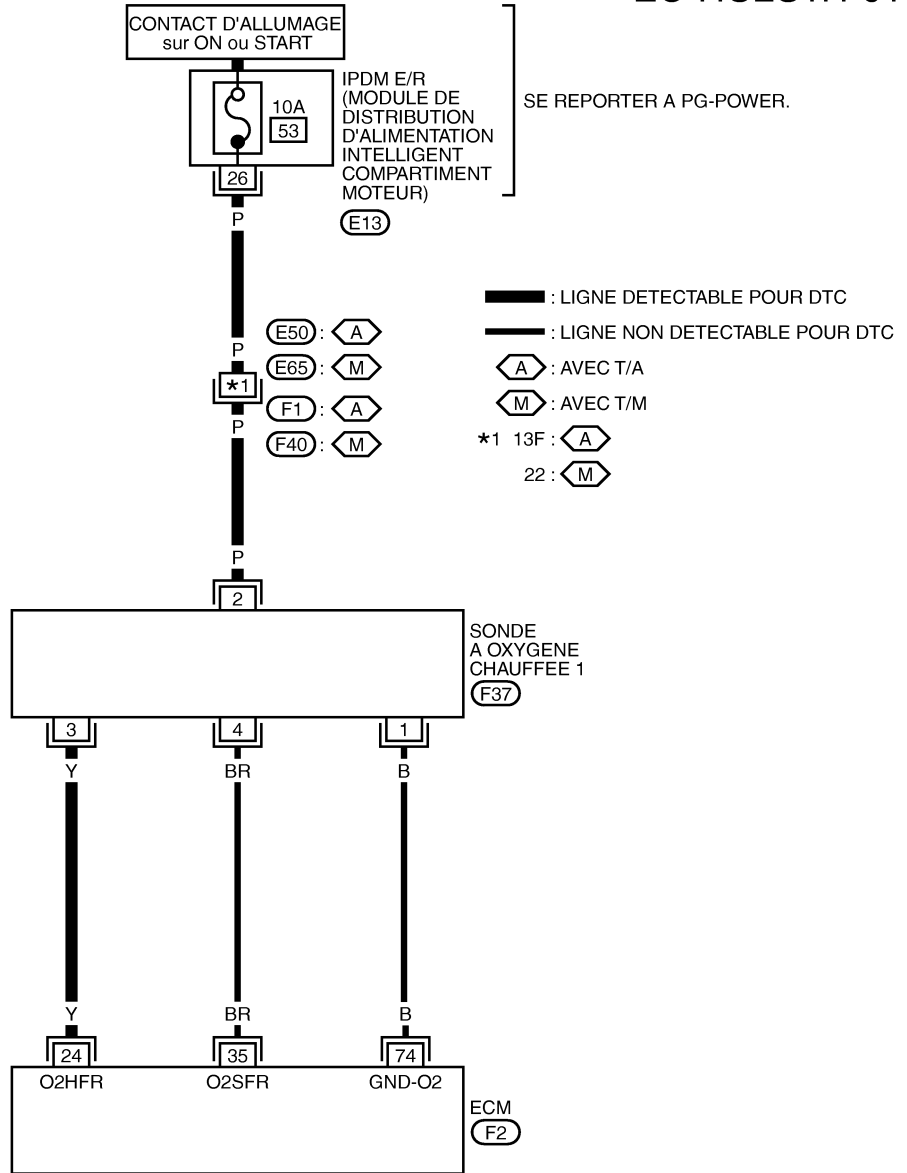 CONTACT D'ALLUMAGE
sur ON ou START
10A
53
IPDM E/R
(MODULE DE
DISTRIBUTION
D'ALIMENTATION
INTELLIGENT
COMPARTIMENT
MOTEUR)
E13
SE REPORTER A PG-POWER.
26
P
P
E50 : A
E65 : M
★1
F1 : A
F40 : M
P
: LIGNE DETECTABLE POUR DTC
: LIGNE NON DETECTABLE POUR DTC
A : AVEC T/A
M : AVEC T/M
★1 13F : A
22 : M
P
2
SONDE
A OXYGENE
CHAUFFEE 1
F37
3 4 1
Y BR B
Y BR B
24 35 74
O2HFR O2SFR GND-O2
ECM
F2